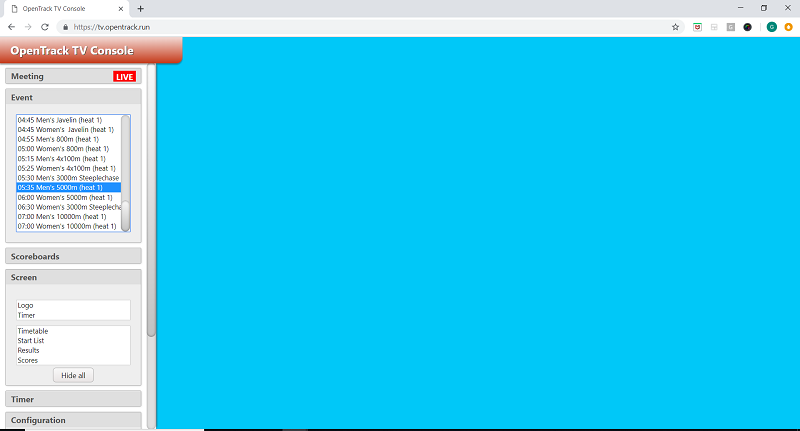 OpenTrack TV Console
https://tv.opentrack.run
G
OpenTrack TV Console
Meeting
LIVE
Event
04:45 Men's Javelin (heat 1)
04:45 Women's Javelin (heat 1)
04:55 Men's 800m (heat 1)
05:00 Women's 800m (heat 1)
05:15 Men's 4x100m (heat 1)
05:25 Women's 4x100m (heat 1)
05:30 Men's 3000m Steeplechase
05:35 Men's 5000m (heat 1)
06:00 Women's 5000m (heat 1)
06:30 Women's 3000m Steeplecha
07:00 Men's 10000m (heat 1)
07:00 Women's 10000m (heat 1)
Scoreboards
Screen
Logo
Timer
Timetable
Start List
Results
Scores
Hide all
Timer
Configuration